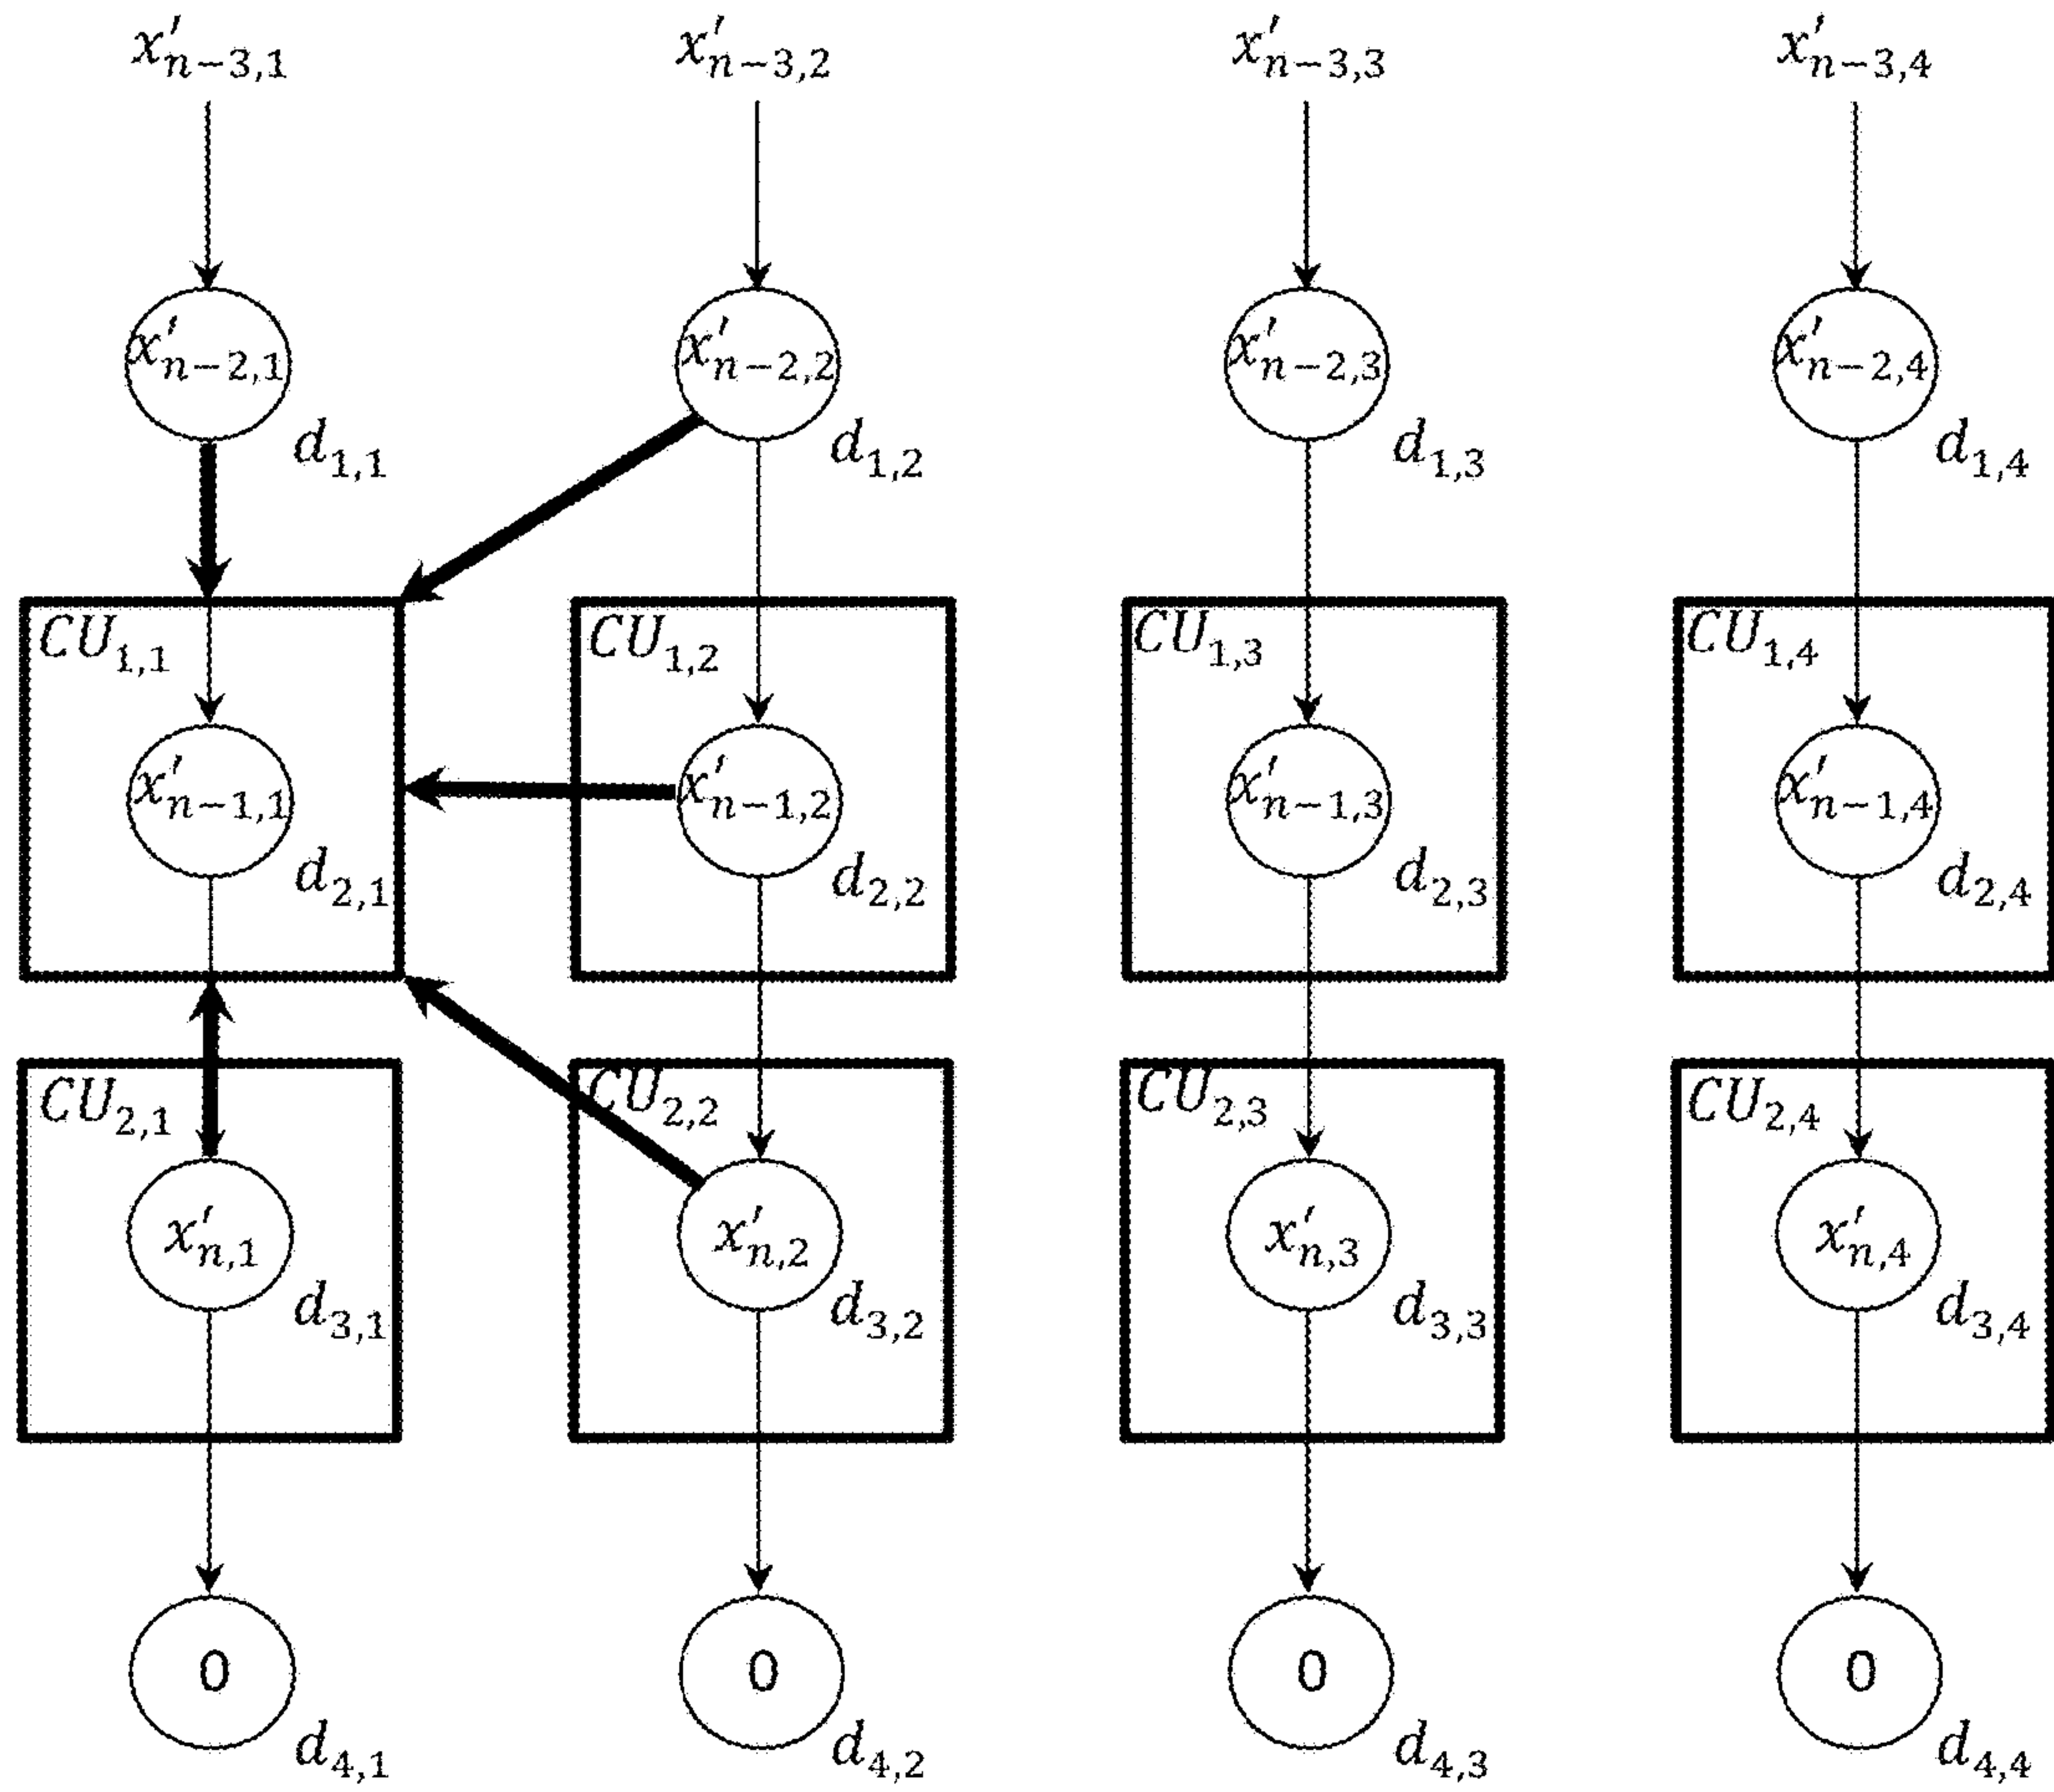 x′n−3,1 x′n−3,2 x′n−3,3 x′n−3,4
x′n−2,1 x′n−2,2 x′n−2,3 x′n−2,4
d1,1 d1,2 d1,3 d1,4
CU1,1 CU1,2 CU1,3 CU1,4
x′n−1,1 x′n−1,2 x′n−1,3 x′n−1,4
d2,1 d2,2 d2,3 d2,4
CU2,1 CU2,2 CU2,3 CU2,4
x′n,1 x′n,2 x′n,3 x′n,4
d3,1 d3,2 d3,3 d3,4
0 0 0 0
d4,1 d4,2 d4,3 d4,4